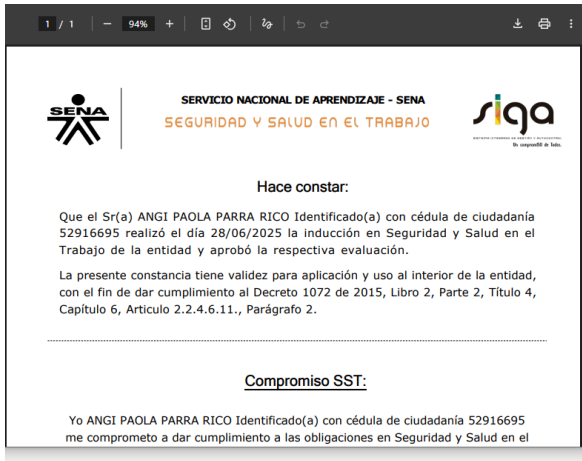 1 / 1 94%
SENA
SERVICIO NACIONAL DE APRENDIZAJE - SENA
SEGURIDAD Y SALUD EN EL TRABAJO
siga
SISTEMA INTEGRADO DE GESTIÓN Y AUTOCONTROL
Un compromISO de Todos.
Hace constar:
Que el Sr(a) ANGI PAOLA PARRA RICO Identificado(a) con cédula de ciudadanía
52916695 realizó el día 28/06/2025 la inducción en Seguridad y Salud en el
Trabajo de la entidad y aprobó la respectiva evaluación.
La presente constancia tiene validez para aplicación y uso al interior de la entidad,
con el fin de dar cumplimiento al Decreto 1072 de 2015, Libro 2, Parte 2, Título 4,
Capítulo 6, Articulo 2.2.4.6.11., Parágrafo 2.
Compromiso SST:
Yo ANGI PAOLA PARRA RICO Identificado(a) con cédula de ciudadanía 52916695
me comprometo a dar cumplimiento a las obligaciones en Seguridad y Salud en el